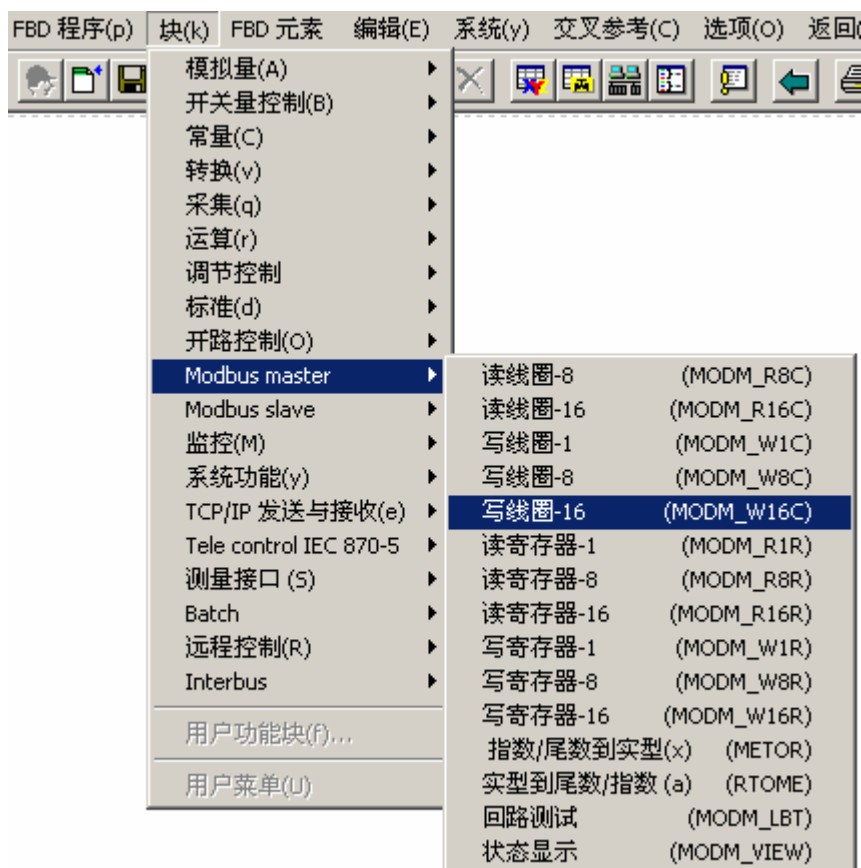 FBD 程序(p) 块(k) FBD 元素 编辑(E) 系统(y) 交叉参考(C) 选项(O) 返回(
模拟量(A)
开关量控制(B)
常量(C)
转换(v)
采集(q)
运算(r)
调节控制
标准(d)
开路控制(O)
Modbus master
Modbus slave
监控(M)
系统功能(y)
TCP/IP 发送与接收(e)
Tele control IEC 870-5
测量接口 (S)
Batch
远程控制(R)
Interbus
用户功能块(f)...
用户菜单(U)
读线圈-8 (MODM_R8C)
读线圈-16 (MODM_R16C)
写线圈-1 (MODM_W1C)
写线圈-8 (MODM_W8C)
写线圈-16 (MODM_W16C)
读寄存器-1 (MODM_R1R)
读寄存器-8 (MODM_R8R)
读寄存器-16 (MODM_R16R)
写寄存器-1 (MODM_W1R)
写寄存器-8 (MODM_W8R)
写寄存器-16 (MODM_W16R)
指数/尾数到实型(x) (METOR)
实型到尾数/指数 (a) (RTOME)
回路测试 (MODM_LBT)
状态显示 (MODM_VIEW)